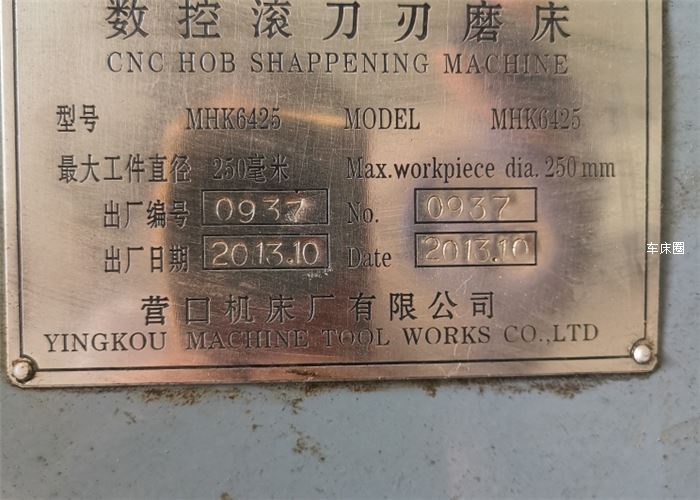 数控滚刀刃磨床
CNC HOB SHAPPENING MACHINE
型号 MHK6425 MODEL MHK6425
最大工件直径 250毫米 Max.workpiece dia. 250mm
出厂编号 0937 No. 0937
出厂日期 2013.10 Date 2013.10
车床圈
营口机床厂有限公司
YINGKOU MACHINE TOOL WORKS CO.,LTD